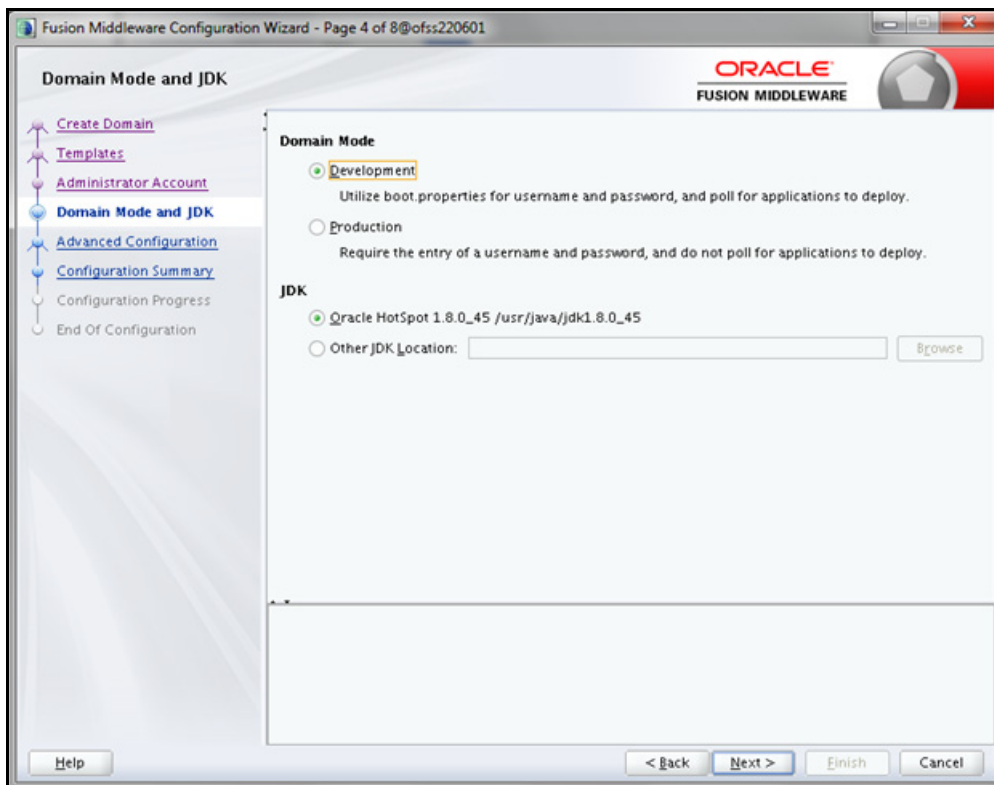 Fusion Middleware Configuration Wizard - Page 4 of 8@ofss220601
Domain Mode and JDK
ORACLE
FUSION MIDDLEWARE
Create Domain
Templates
Administrator Account
Domain Mode and JDK
Advanced Configuration
Configuration Summary
Configuration Progress
End Of Configuration
Domain Mode
Development
Utilize boot.properties for username and password, and poll for applications to deploy.
Production
Require the entry of a username and password, and do not poll for applications to deploy.
JDK
Oracle HotSpot 1.8.0_45 /usr/java/jdk1.8.0_45
Other JDK Location:
Browse
Help
< Back
Next >
Finish
Cancel